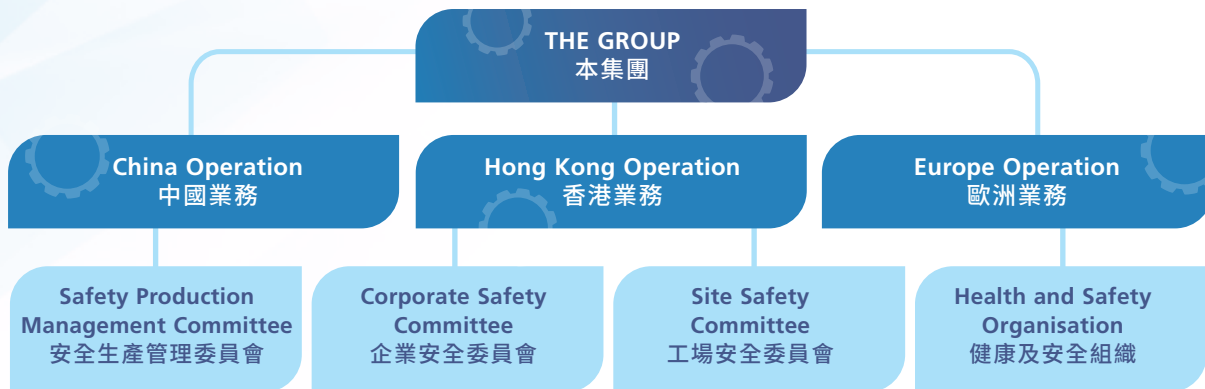 THE GROUP
本集團
China Operation
中國業務
Hong Kong Operation
香港業務
Europe Operation
歐洲業務
Safety Production
Management Committee
安全生產管理委員會
Corporate Safety
Committee
企業安全委員會
Site Safety
Committee
工場安全委員會
Health and Safety
Organisation
健康及安全組織